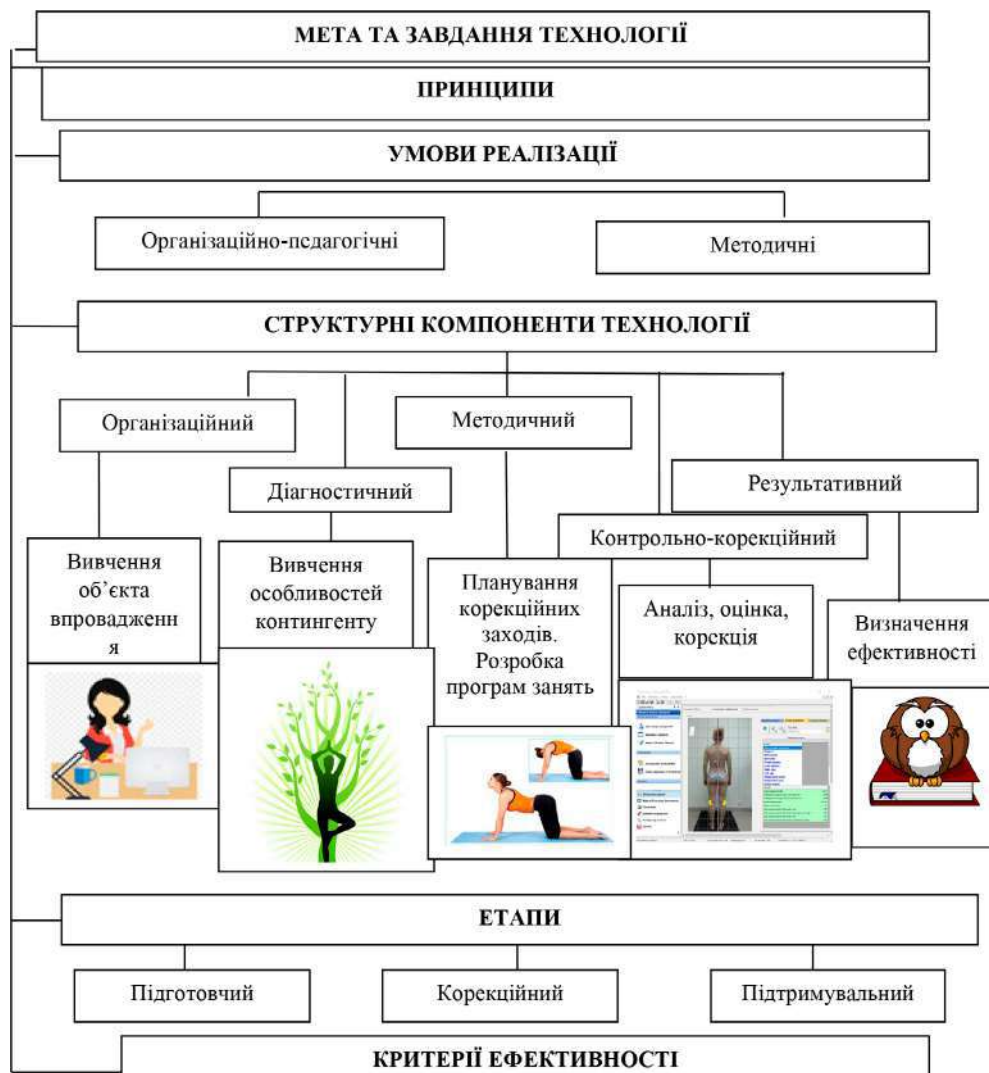 МЕТА ТА ЗАВДАННЯ ТЕХНОЛОГІЇ
ПРИНЦИПИ
УМОВИ РЕАЛІЗАЦІЇ
Організаційно-педагогічні
Методичні
СТРУКТУРНІ КОМПОНЕНТИ ТЕХНОЛОГІЇ
Організаційний
Методичний
Діагностичний
Результативний
Контрольно-корекційний
Вивчення
об’єкта
впровадженн
я
Вивчення
особливостей
контингенту
Планування
корекційних
заходів.
Розробка
програм занять
Аналіз, оцінка,
корекція
Визначення
ефективності
ЕТАПИ
Підготовчий
Корекційний
Підтримувальний
КРИТЕРІЇ ЕФЕКТИВНОСТІ